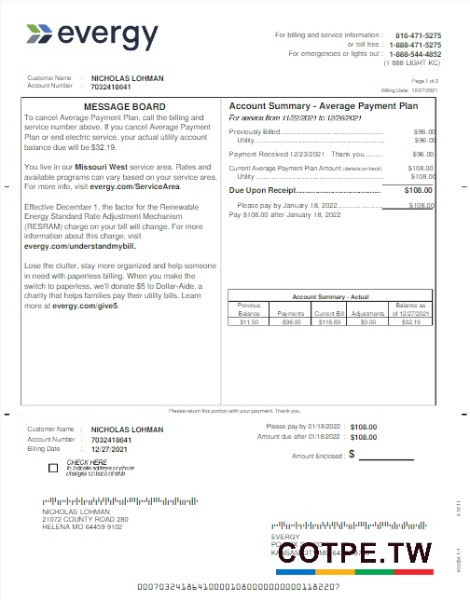 evergy
For billing and service information : 816-471-5275
or toll free : 1-888-471-5275
For emergencies or lights out : 1-888-544-4852
(1 888 LIGHT KC)
Customer Name : NICHOLAS LOHMAN
Account Number : 7032418641
Page 1 of 2
Billing Date 12/27/2021
MESSAGE BOARD
To cancel Average Payment Plan, call the billing and
service number above. If you cancel Average Payment
Plan or end electric service, your actual utility account
balance due will be $32.19.
You live in our Missouri West service area. Rates and
available programs can vary based on your service area.
For more info, visit evergy.com/ServiceArea.
Effective December 1, the factor for the Renewable
Energy Standard Rate Adjustment Mechanism
(RESRAM) charge on your bill will change. For more
information about this charge, visit
evergy.com/understandmybill.
Lose the clutter, stay more organized and help someone
in need with paperless billing. When you make the
switch to paperless, we'll donate $5 to Dollar-Aide, a
charity that helps families pay their utility bills. Learn
more at evergy.com/give5.
Account Summary - Average Payment Plan
For service from 11/22/2021 to 12/26/2021
Previously Billed $96.00
Utility $96.00
Payment Received 12/23/2021 Thank you $96.00
Current Average Payment Plan Amount (details on back) $108.00
Utility $108.00
Due Upon Receipt $108.00
Please pay by January 18, 2022 $108.00
Pay $108.00 after January 18, 2022
Account Summary - Actual
Previous Balance as
Balance Payments Current Bill Adjustments of 12/27/2021
$11.50 -$96.00 $116.69 $0.00 $32.19
Please return this portion with your payment. Thank you.
Customer Name : NICHOLAS LOHMAN
Account Number : 7032418641
Billing Date : 12/27/2021
Please pay by 01/18/2022 : $108.00
Amount due after 01/18/2022 : $108.00
Amount Enclosed : $
CHECK HERE
to indicate address or phone
changes on back of stub
NICHOLAS LOHMAN
21072 COUNTY ROAD 280
HELENA MO 64459 9102
EVERGY
KANSAS CITY MO
COTPE.TW